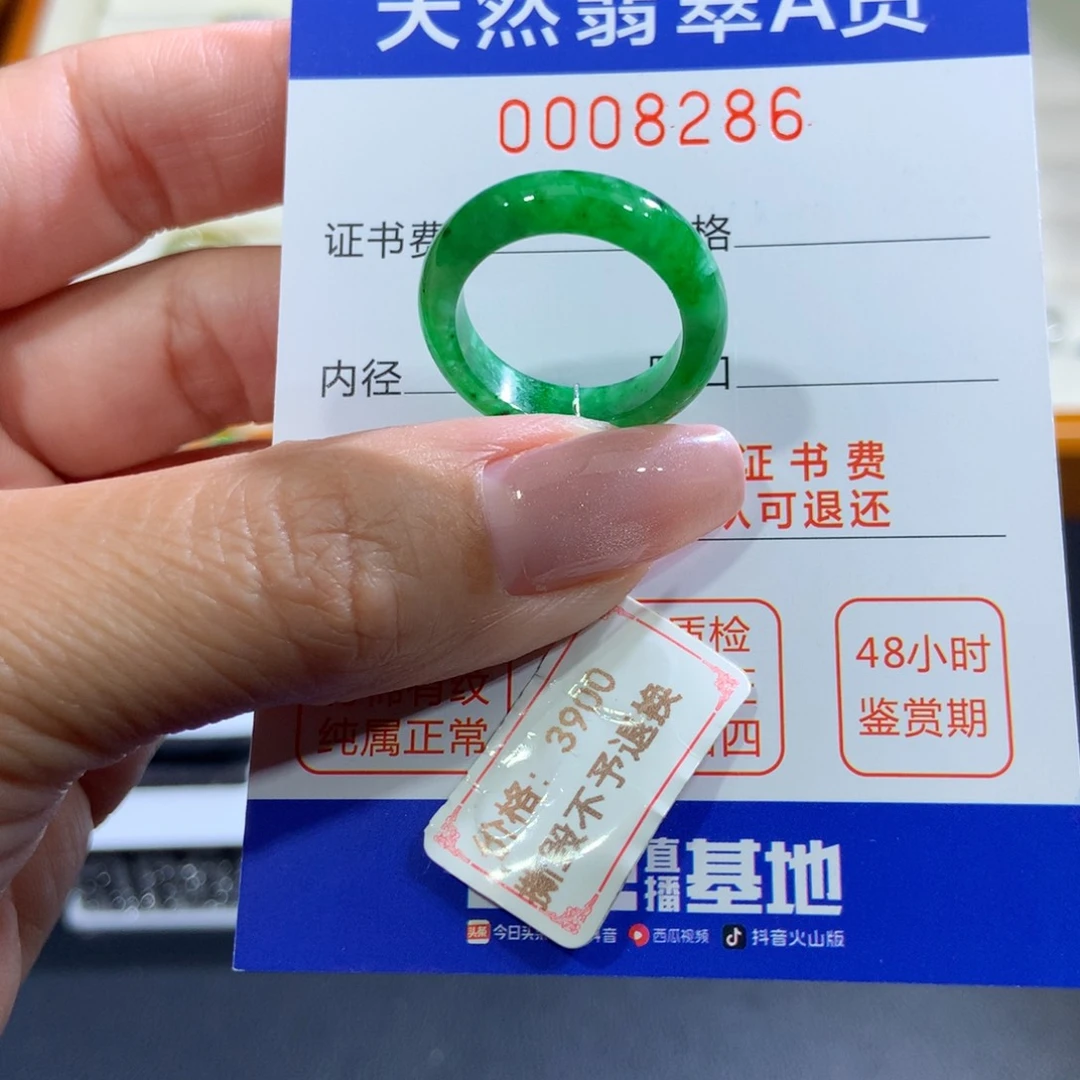 天然翡翠A货
0008286
证书费 格
内径 口
证书费
认可退还
质检
纯属正常 四
48小时
鉴赏期
价格：3900
撕毁不予退换
直播基地
今日头条 抖音 西瓜视频 抖音火山版